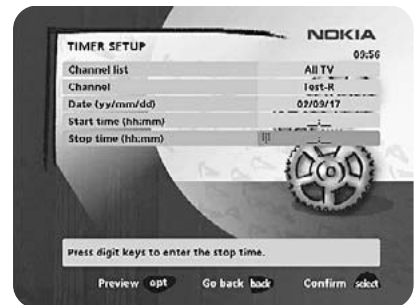 NOKIA
TIMER SETUP
09:56
Channel list All TV
Channel Test-R
Date (yy/mm/dd) 02/09/17
Start time (hh:mm) _:_
Stop time (hh:mm) _:_
Press digit keys to enter the stop time.
Preview opt Go back back Confirm select